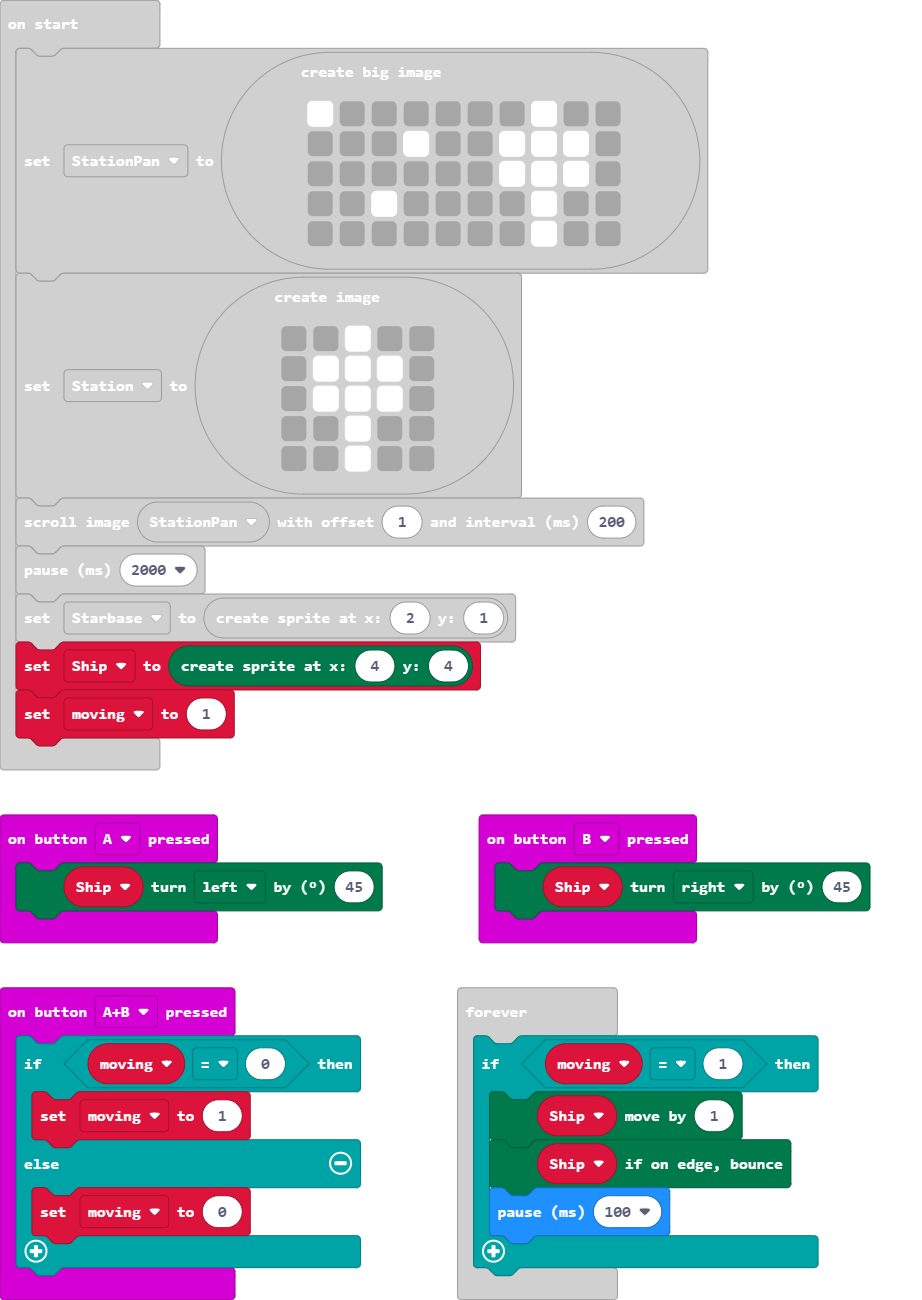 on start
create big image
set StationPan to
create image
set Station to
scroll image StationPan with offset 1 and interval (ms) 200
pause (ms) 2000
set Starbase to create sprite at x: 2 y: 1
set Ship to create sprite at x: 4 y: 4
set moving to 1
on button A pressed
Ship turn left by (º) 45
on button B pressed
Ship turn right by (º) 45
on button A+B pressed
if moving = 0 then
set moving to 1
else
set moving to 0
forever
if moving = 1 then
Ship move by 1
Ship if on edge, bounce
pause (ms) 100